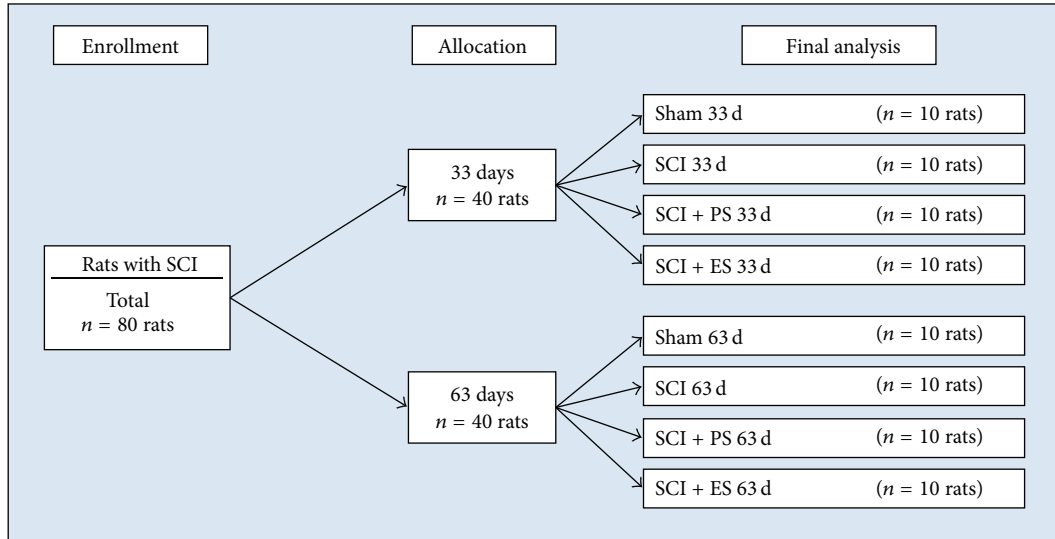 Enrollment
Allocation
Final analysis
Rats with SCI
Total
n = 80 rats
33 days
n = 40 rats
Sham 33 d (n = 10 rats)
SCI 33 d (n = 10 rats)
SCI + PS 33 d (n = 10 rats)
SCI + ES 33 d (n = 10 rats)
63 days
n = 40 rats
Sham 63 d (n = 10 rats)
SCI 63 d (n = 10 rats)
SCI + PS 63 d (n = 10 rats)
SCI + ES 63 d (n = 10 rats)